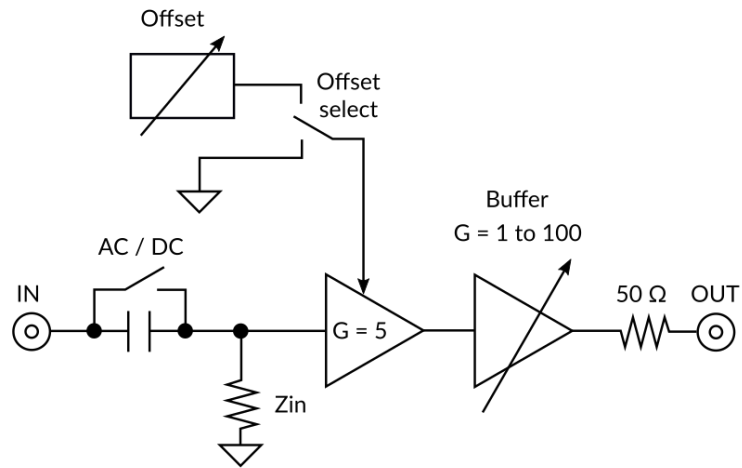 Offset
Offset
select
Buffer
G = 1 to 100
AC / DC
IN
50 Ω
OUT
G = 5
Zin